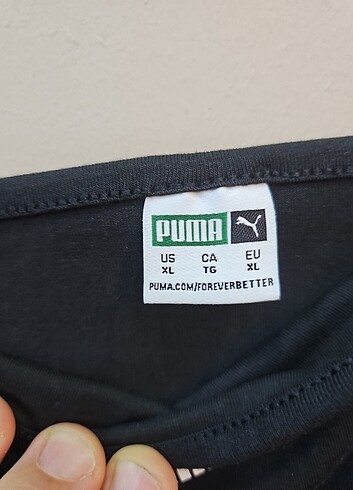 PUMA
US CA EU
XL TG XL
PUMA.COM/FOREVERBETTER